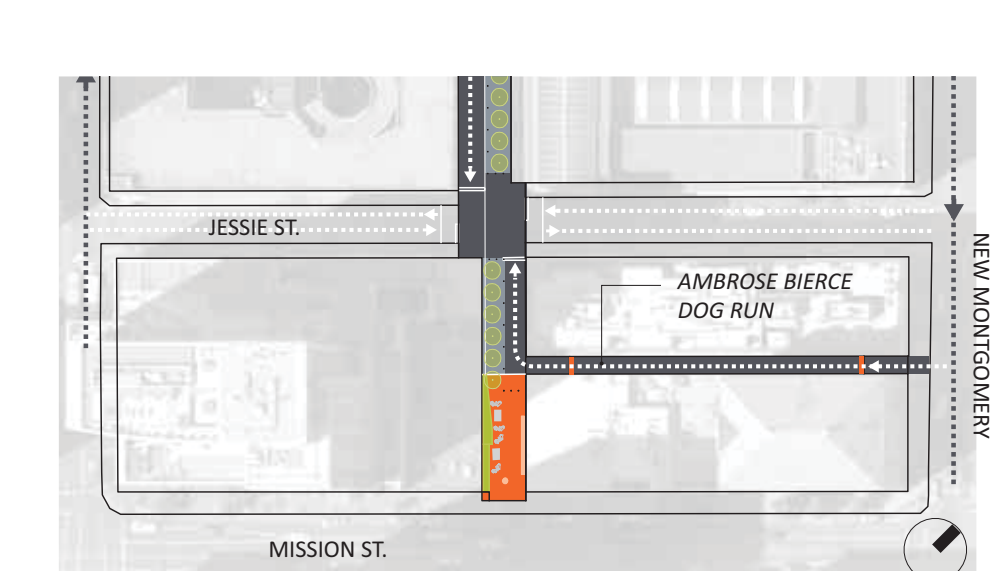 JESSIE ST.
AMBROSE BIERCE
DOG RUN
NEW MONTGOMERY
MISSION ST.